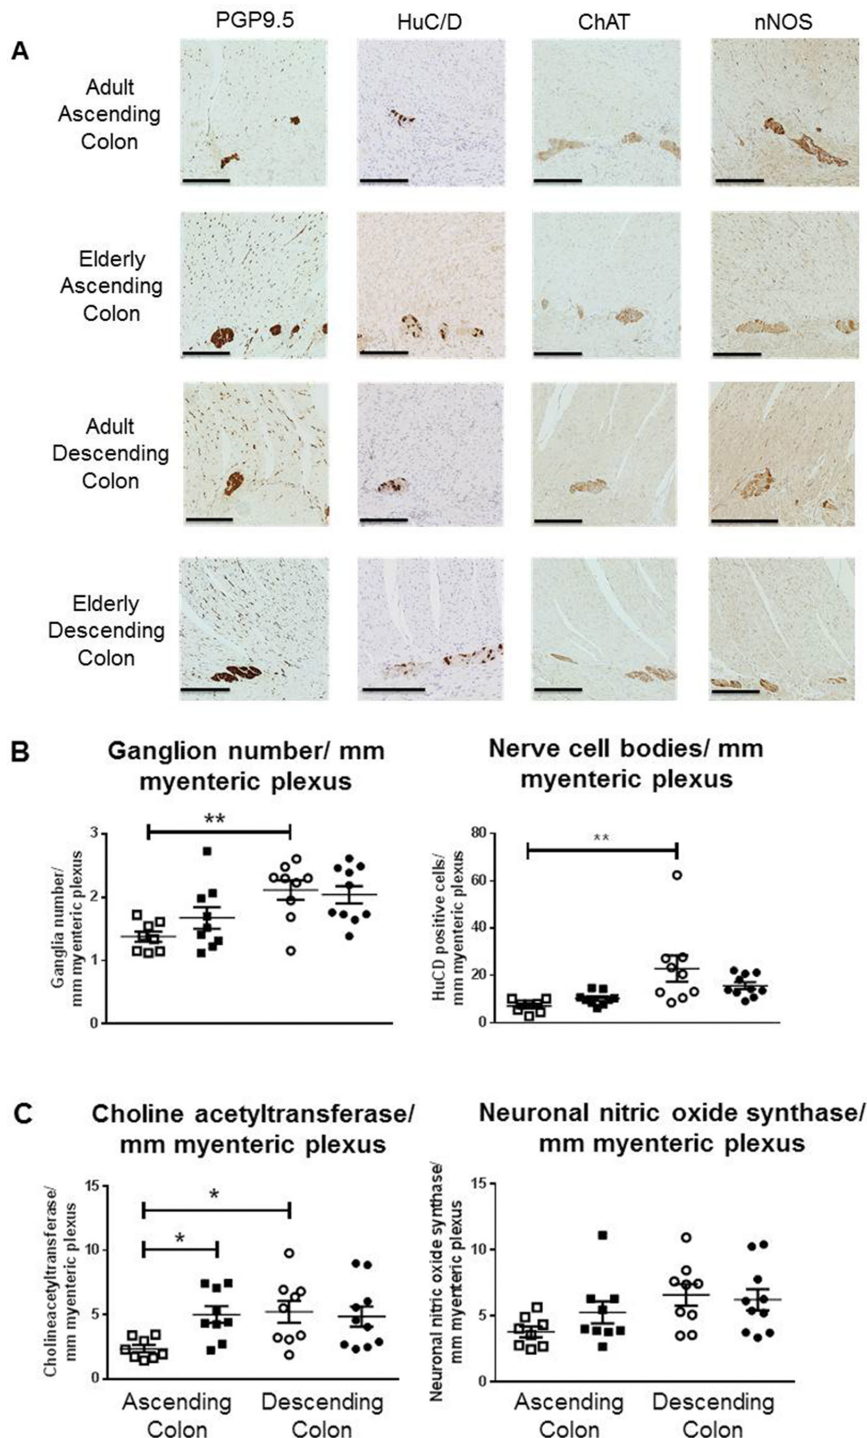 PGP9.5 HuC/D ChAT nNOS
A
Adult
Ascending
Colon
Elderly
Ascending
Colon
Adult
Descending
Colon
Elderly
Descending
Colon
B
Ganglion number/ mm
myenteric plexus
**
Ganglia number/
mm myenteric plexus
3
2
1
0
Nerve cell bodies/ mm
myenteric plexus
**
HuCD positive cells/
mm myenteric plexus
80
60
40
20
0
C
Choline acetyltransferase/
mm myenteric plexus
*
*
Cholineacetyltransferase/
mm myenteric plexus
15
10
5
0
Ascending
Colon
Descending
Colon
Neuronal nitric oxide synthase/
mm myenteric plexus
Neuronal nitric oxide synthase/
mm myenteric plexus
15
10
5
0
Ascending
Colon
Descending
Colon